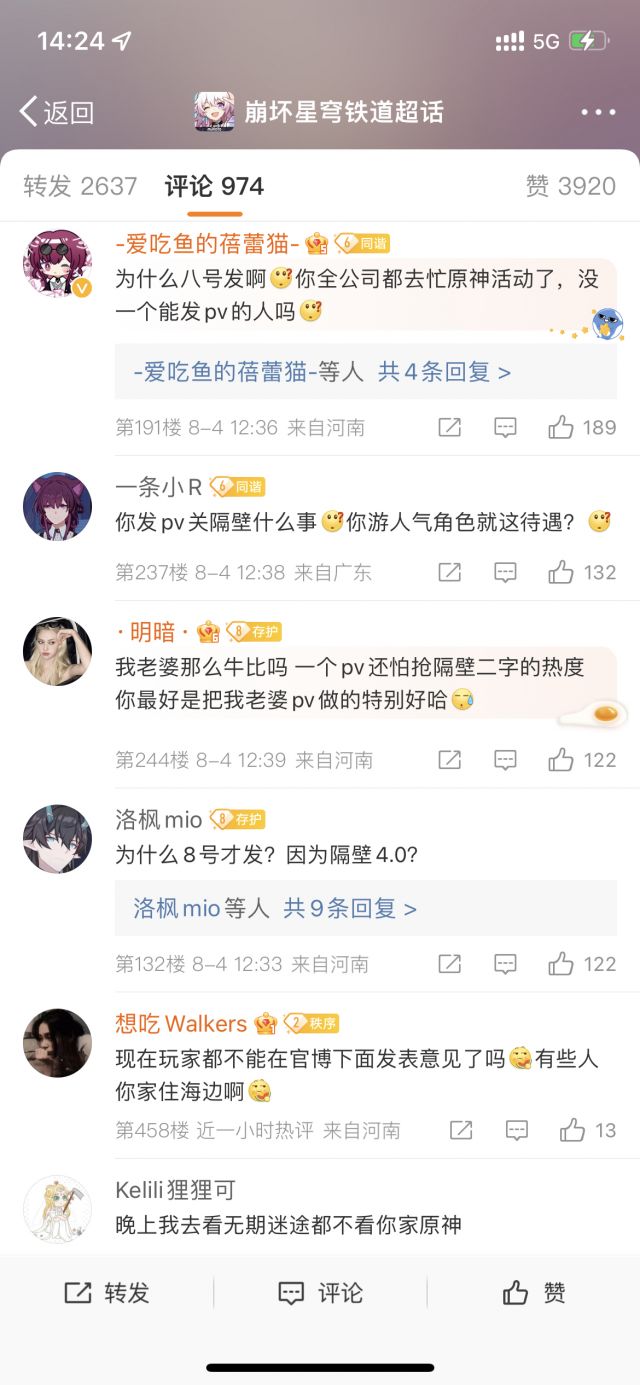 14:24
5G
返回
崩坏星穹铁道超话
转发 2637
评论 974
赞 3920
-爱吃鱼的蓓蕾猫-
6 同谐
为什么八号发啊你全公司都去忙原神活动了，没
一个能发pv的人吗
-爱吃鱼的蓓蕾猫-等人 共4条回复 >
第191楼 8-4 12:36 来自河南
189
一条小R
6 同谐
你发pv关隔壁什么事你游人气角色就这待遇？
第237楼 8-4 12:38 来自广东
132
·明暗·
8 存护
我老婆那么牛比吗 一个pv还怕抢隔壁二字的热度
你最好是把我老婆pv做的特别好哈
第244楼 8-4 12:39 来自河南
122
洛枫mio
8 存护
为什么8号才发？因为隔壁4.0?
洛枫mio等人 共9条回复 >
第132楼 8-4 12:33 来自河南
122
想吃Walkers
2 秩序
现在玩家都不能在官博下面发表意见了吗有些人
你家住海边啊
第458楼 近一小时热评 来自河南
13
Kelili狸狸可
晚上我去看无期迷途都不看你家原神
转发
评论
赞